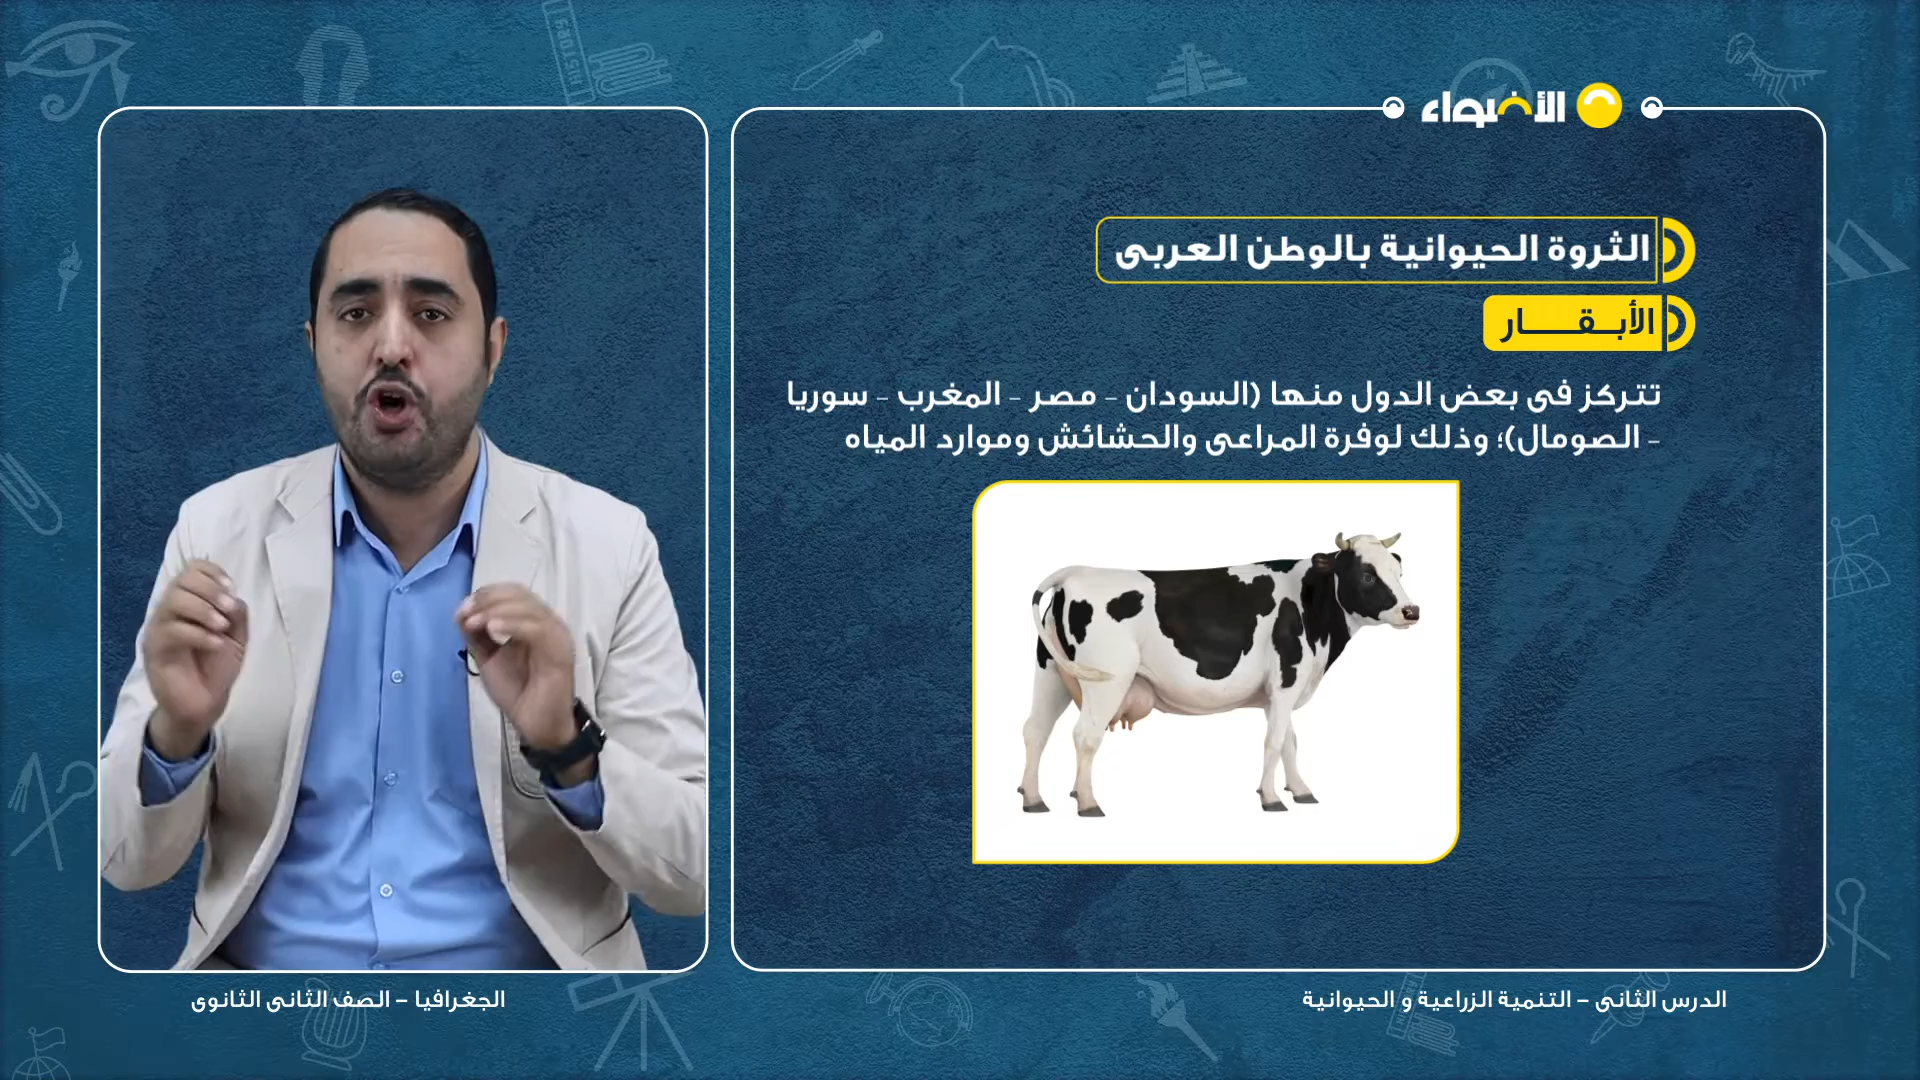 الأضواء
الثروة الحيوانية بالوطن العربى
الأبقار
تتركز فى بعض الدول منها (السودان - مصر - المغرب - سوريا
- الصومال)؛ وذلك لوفرة المراعى والحشائش وموارد المياه
الدرس الثانى - التنمية الزراعية و الحيوانية
الجغرافيا - الصف الثانى الثانوى